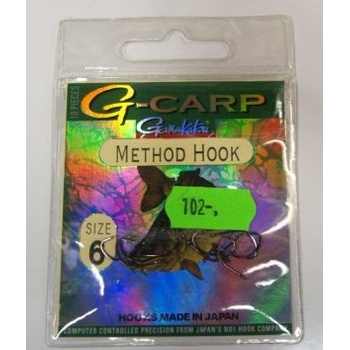 10 PIECES
G-CARP
Gamakatsu
METHOD HOOK
102-,
SIZE
6
HOOKS MADE IN JAPAN
COMPUTER CONTROLLED PRECISION FROM JAPAN'S NO1 HOOK COMPANY